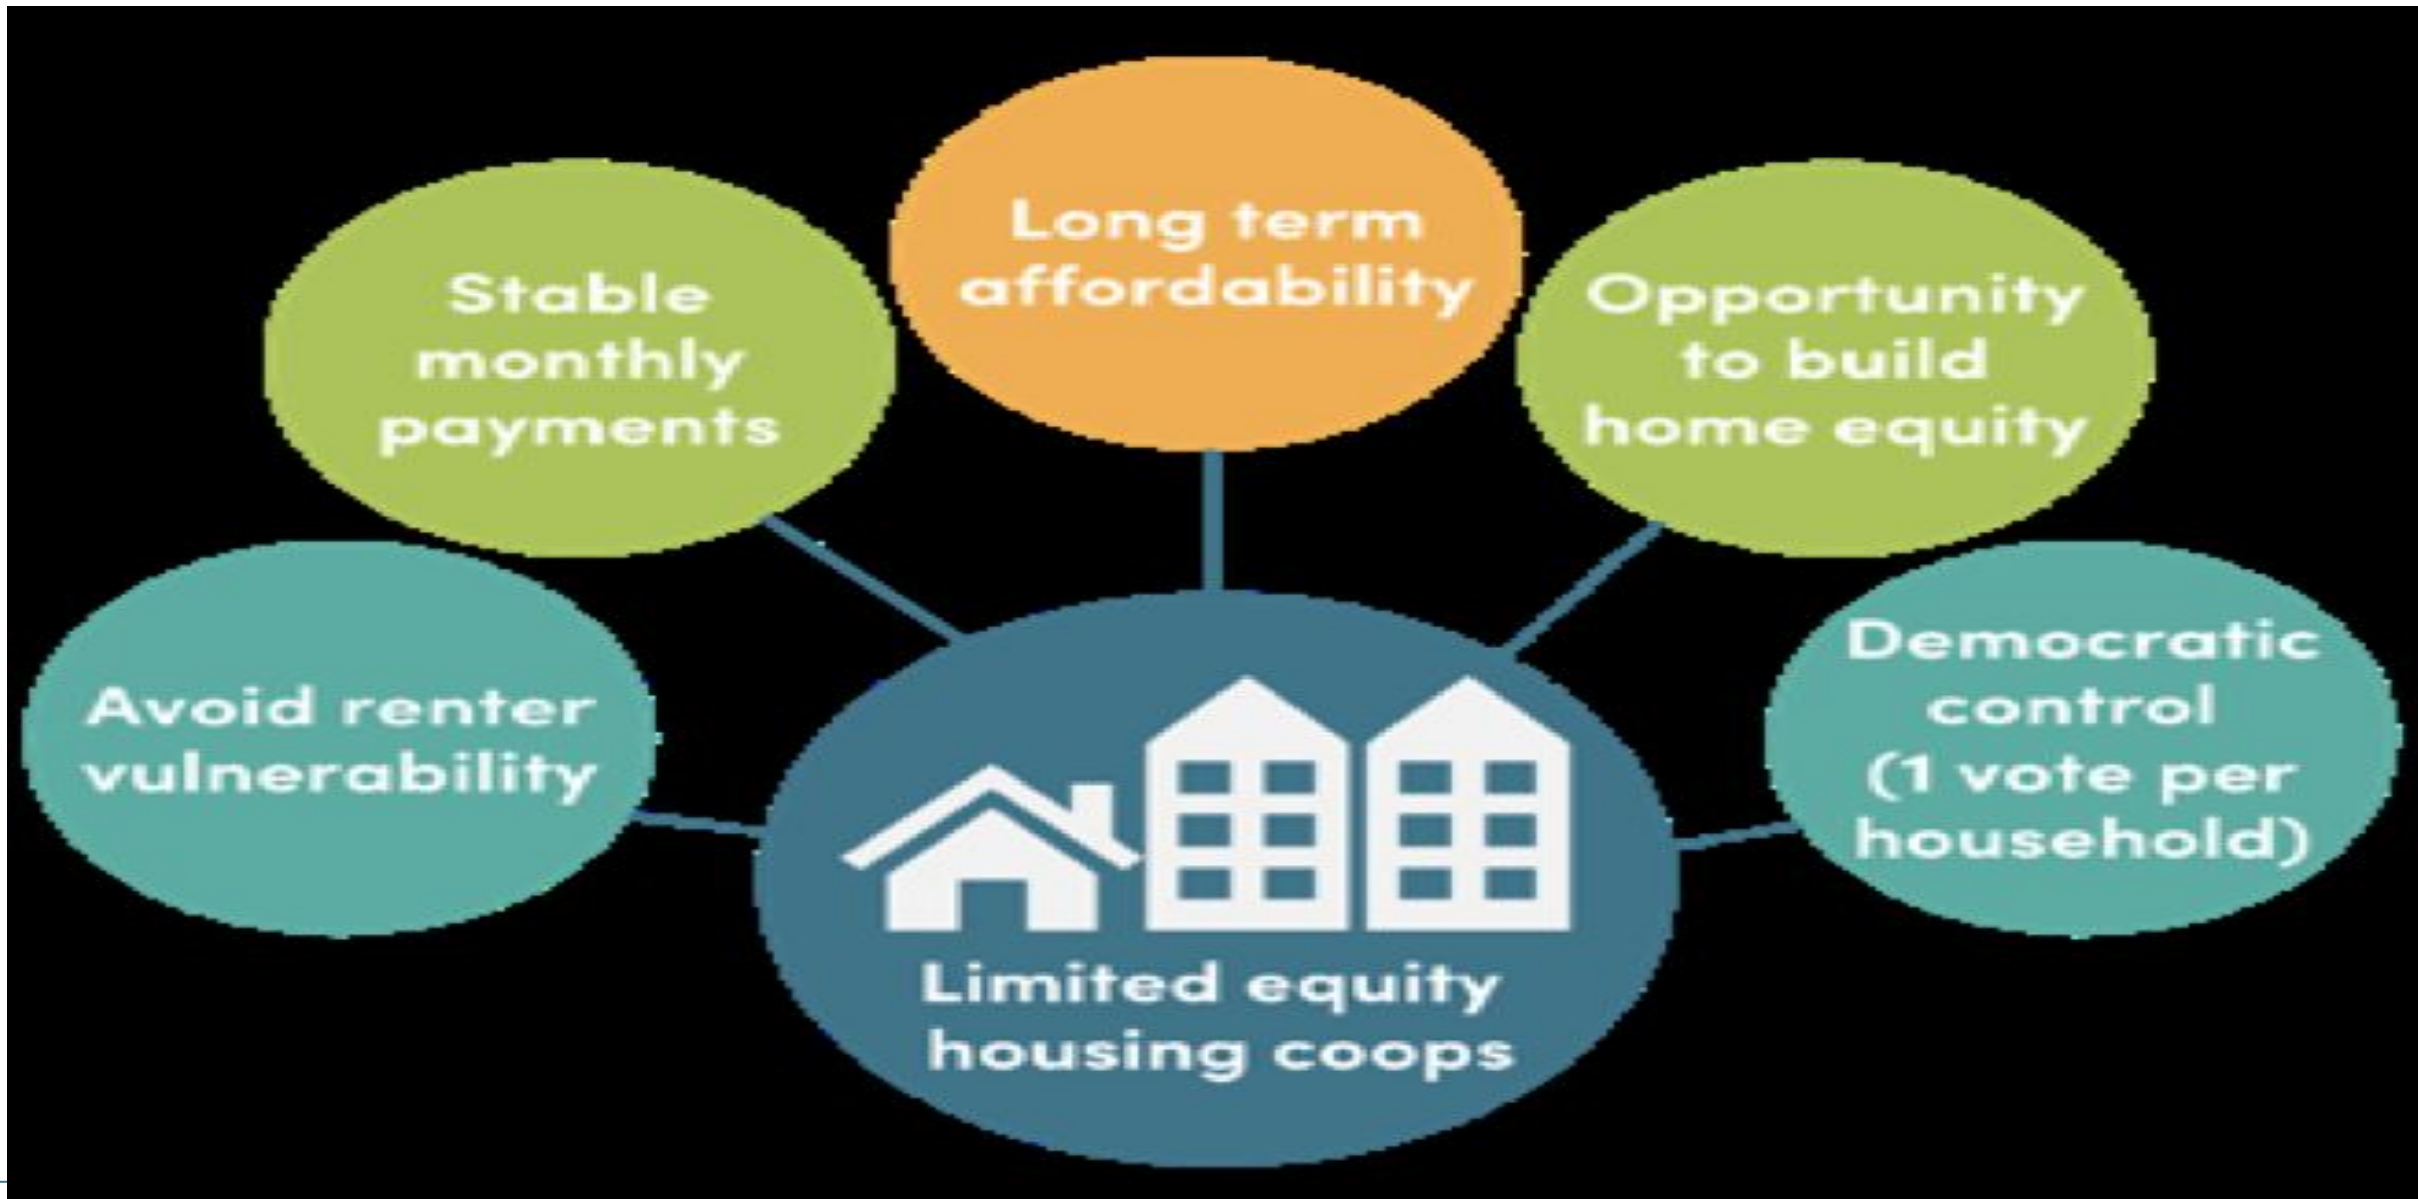 Long term
affordability
Stable
monthly
payments
Opportunity
to build
home equity
Avoid renter
vulnerability
Democratic
control
(1 vote per
household)
Limited equity
housing coops